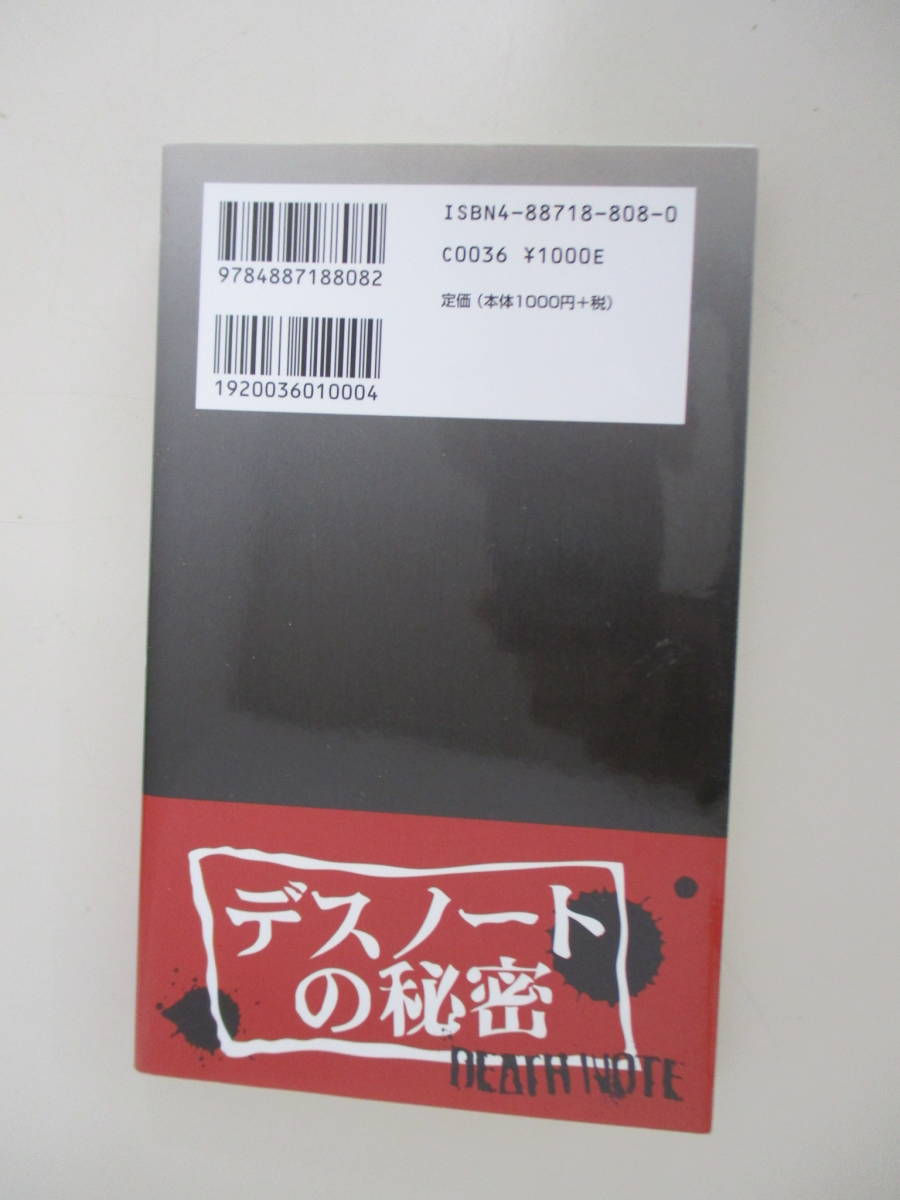 9784887188082
1920036010004
ISBN4-88718-808-0
C0036 ¥1000E
定価（本体1000円+税）
デスノート
の秘密
DEATH NOTE